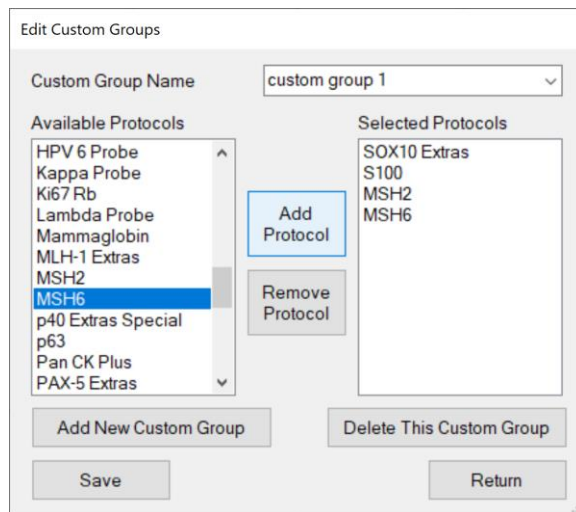 Edit Custom Groups
Custom Group Name
custom group 1
Available Protocols
HPV 6 Probe
Kappa Probe
Ki67 Rb
Lambda Probe
Mammaglobin
MLH-1 Extras
MSH2
MSH6
p40 Extras Special
p63
Pan CK Plus
PAX-5 Extras
Add
Protocol
Remove
Protocol
Selected Protocols
SOX10 Extras
S100
MSH2
MSH6
Add New Custom Group
Delete This Custom Group
Save
Return